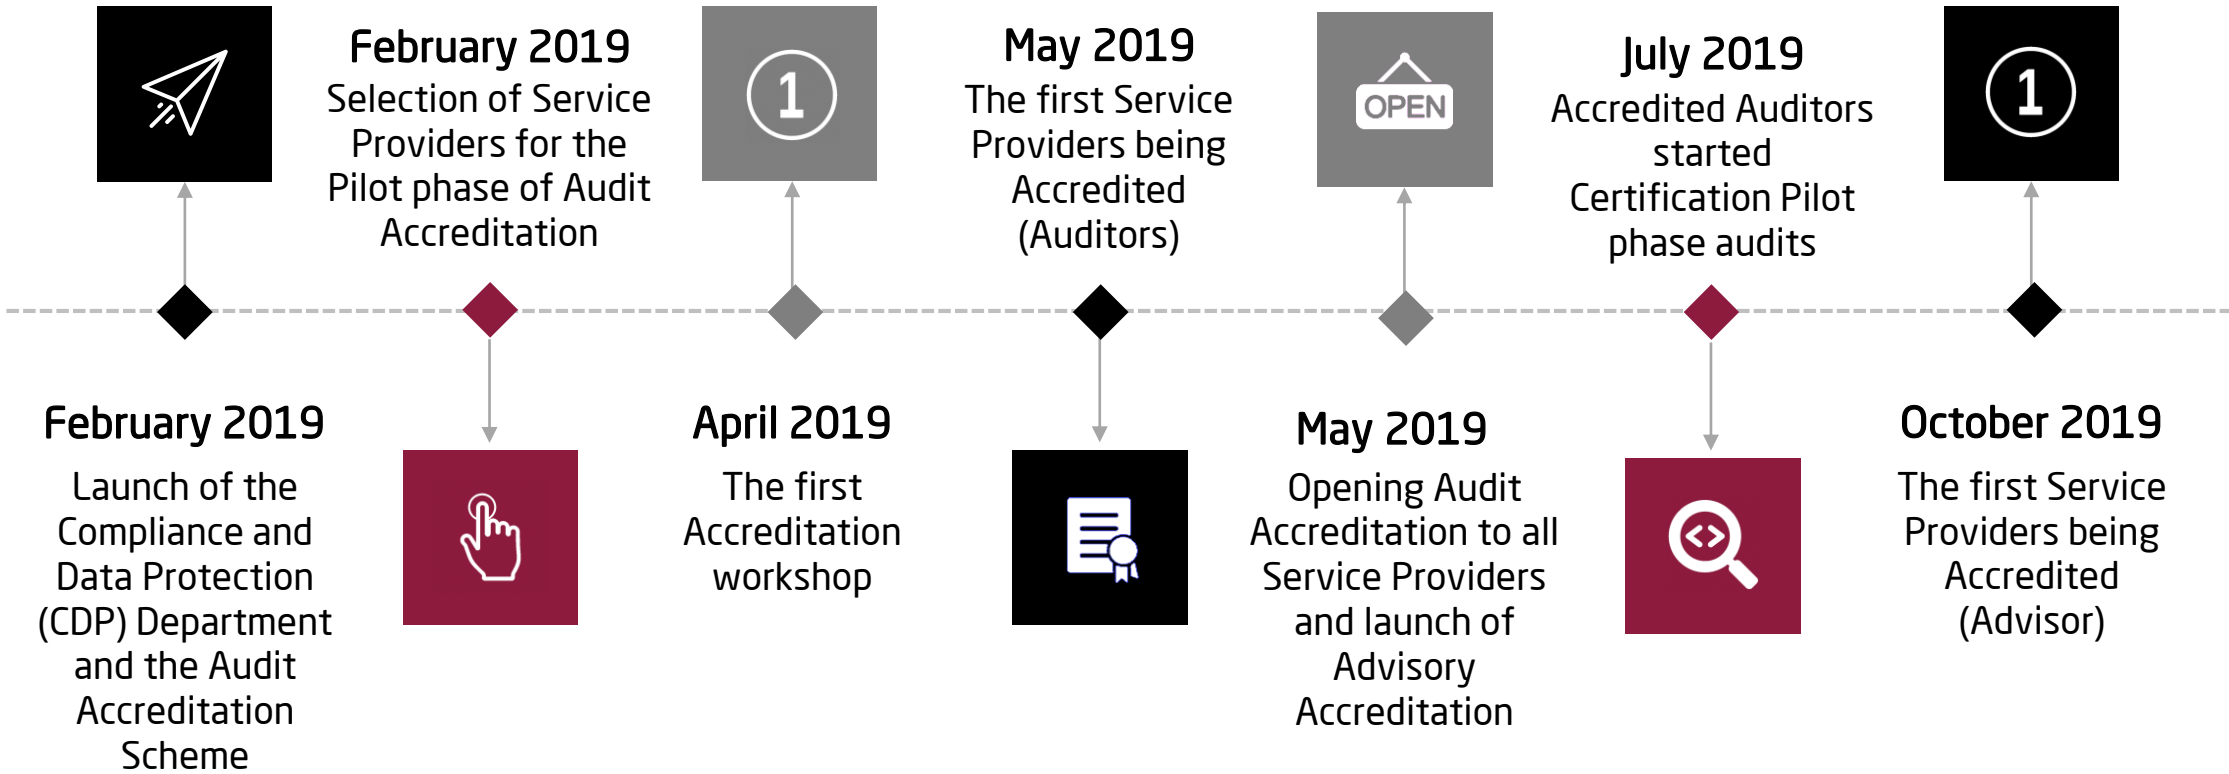 February 2019
Launch of the
Compliance and
Data Protection
(CDP) Department
and the Audit
Accreditation
Scheme
February 2019
Selection of Service
Providers for the
Pilot phase of Audit
Accreditation
1
April 2019
The first
Accreditation
workshop
May 2019
The first Service
Providers being
Accredited
(Auditors)
OPEN
May 2019
Opening Audit
Accreditation to all
Service Providers
and launch of
Advisory
Accreditation
July 2019
Accredited Auditors
started
Certification Pilot
phase audits
1
October 2019
The first Service
Providers being
Accredited
(Advisor)